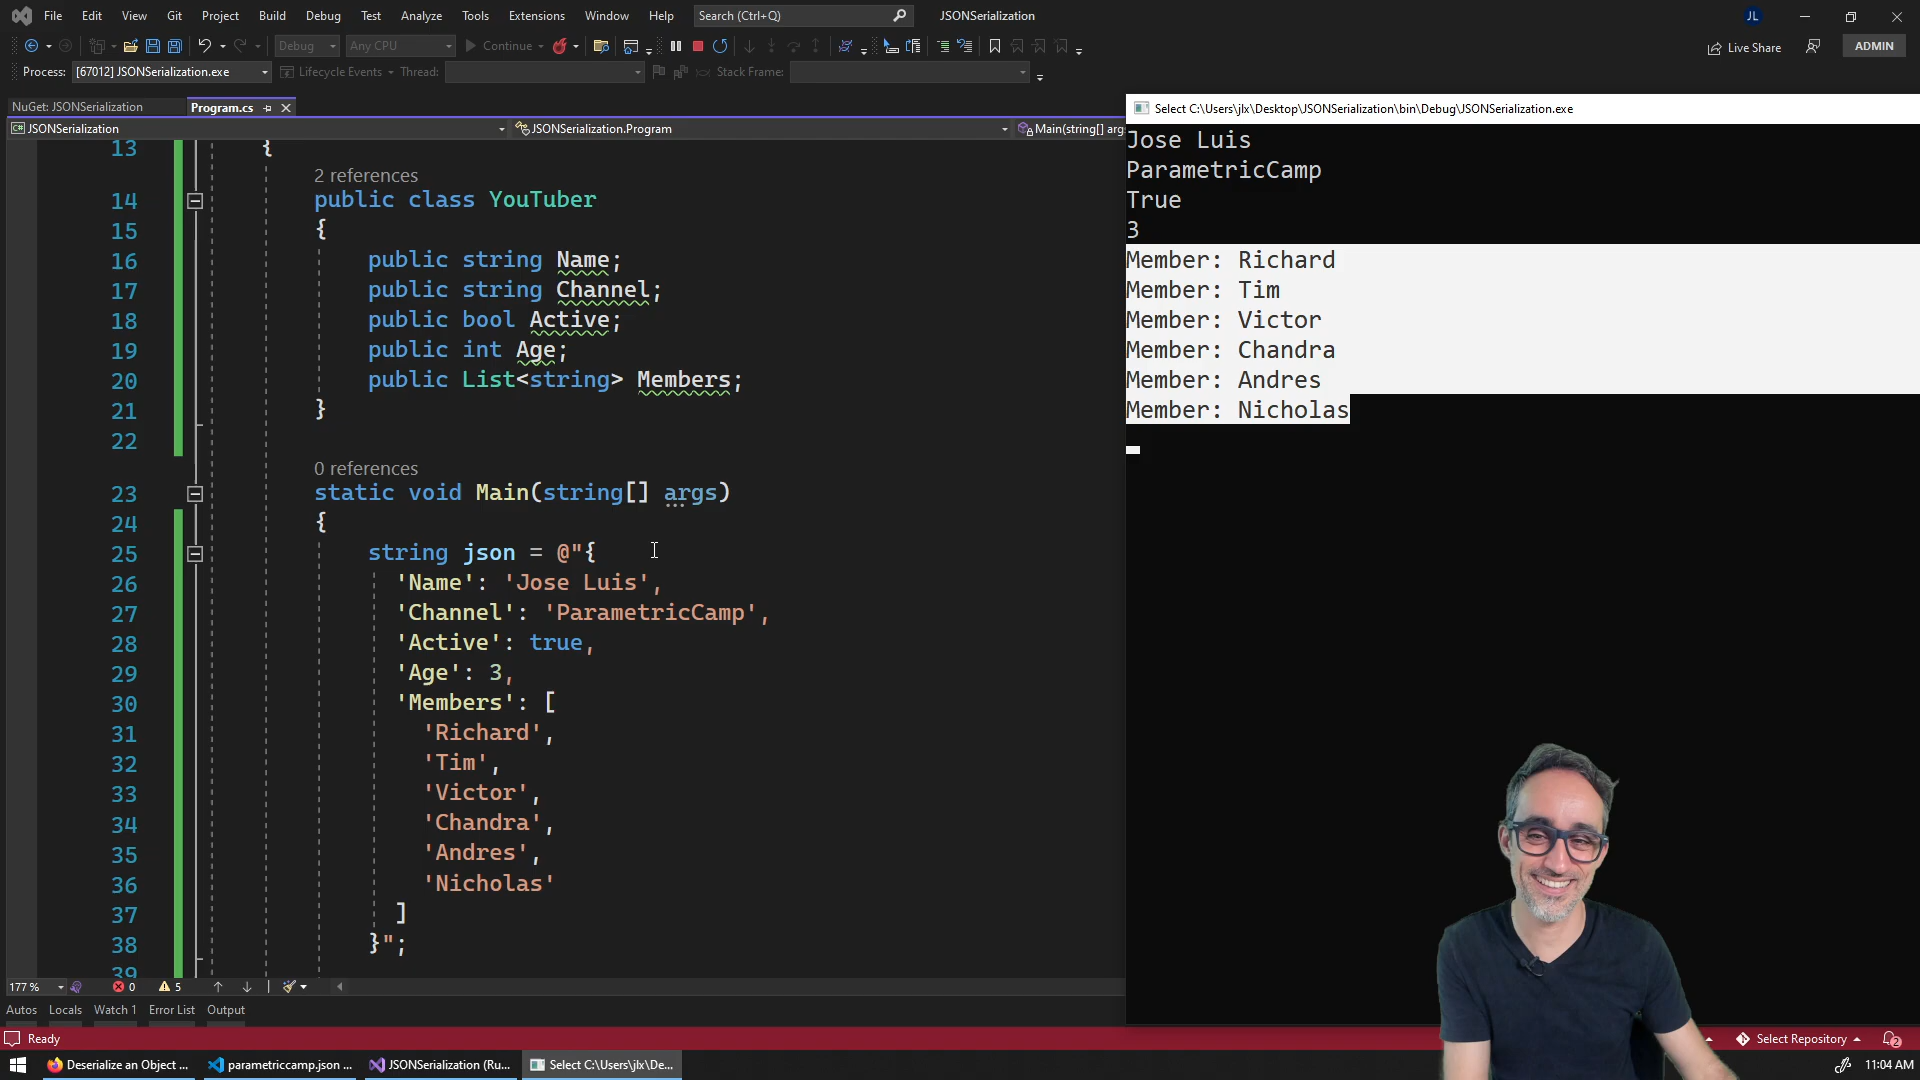 File Edit View Git Project Build Debug Test Analyze Tools Extensions Window Help Search (Ctrl+Q) JSONSerialization JL
Debug Any CPU Continue Live Share ADMIN
Process: [67012] JSONSerialization.exe Lifecycle Events Thread: Stack Frame:
NuGet: JSONSerialization Program.cs
JSONSerialization JSONSerialization.Program Main(string[] arg
13 {
2 references
14 public class YouTuber
15 {
16 public string Name;
17 public string Channel;
18 public bool Active;
19 public int Age;
20 public List<string> Members;
21 }
22
0 references
23 static void Main(string[] args)
24 {
25 string json = @"{
26 'Name': 'Jose Luis',
27 'Channel': 'ParametricCamp',
28 'Active': true,
29 'Age': 3,
30 'Members': [
31 'Richard',
32 'Tim',
33 'Victor',
34 'Chandra',
35 'Andres',
36 'Nicholas'
37 ]
38 }";
39
177 % 0 5
Autos Locals Watch 1 Error List Output
Select C:\Users\jlx\Desktop\JSONSerialization\bin\Debug\JSONSerialization.exe
Jose Luis
ParametricCamp
True
3
Member: Richard
Member: Tim
Member: Victor
Member: Chandra
Member: Andres
Member: Nicholas
Ready Select Repository 2
Deserialize an Object ... parametriccamp.json ... JSONSerialization (Ru... Select C:\Users\jlx\De... 11:04 AM